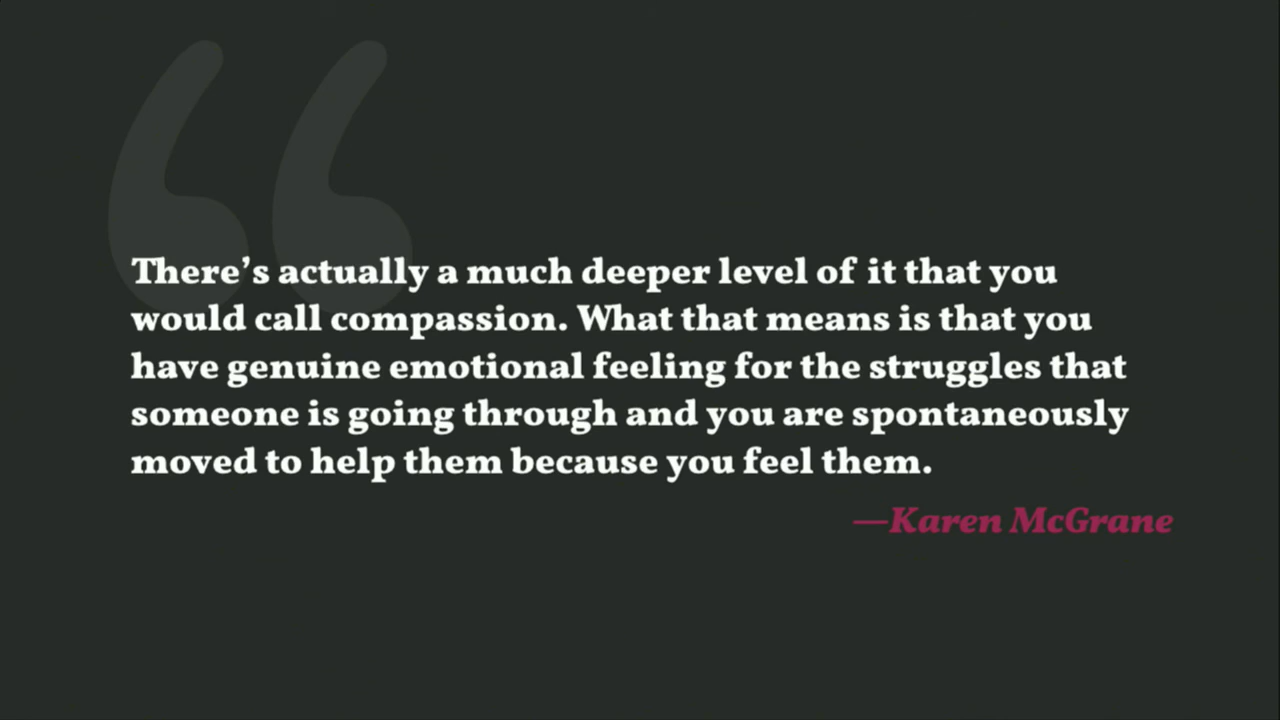 There’s actually a much deeper level of it that you
would call compassion. What that means is that you
have genuine emotional feeling for the struggles that
someone is going through and you are spontaneously
moved to help them because you feel them.
—Karen McGrane